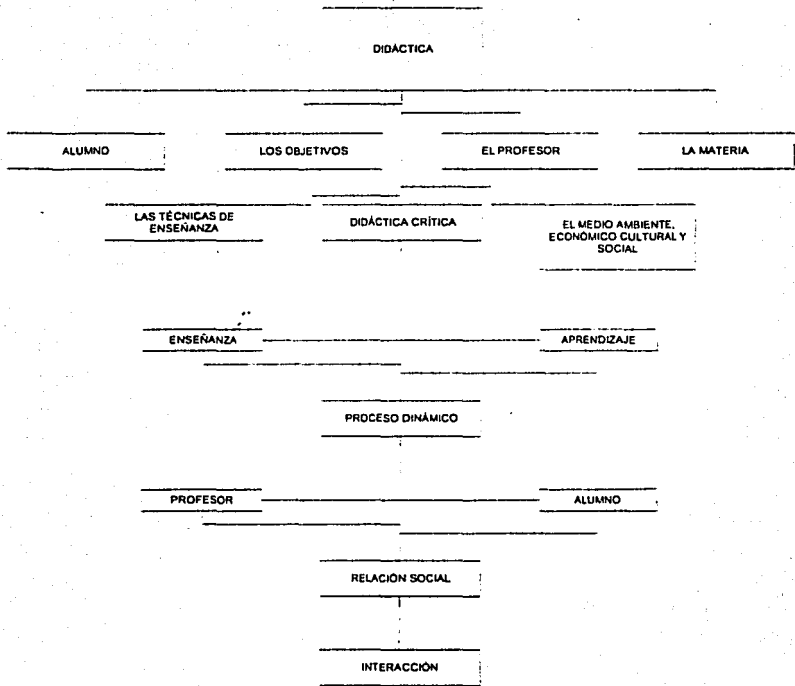 DIDÁCTICA
ALUMNO
LOS OBJETIVOS
EL PROFESOR
LA MATERIA
LAS TÉCNICAS DE
ENSEÑANZA
DIDÁCTICA CRÍTICA
EL MEDIO AMBIENTE,
ECONÓMICO CULTURAL Y
SOCIAL
ENSEÑANZA
APRENDIZAJE
PROCESO DINÁMICO
PROFESOR
ALUMNO
RELACIÓN SOCIAL
INTERACCIÓN